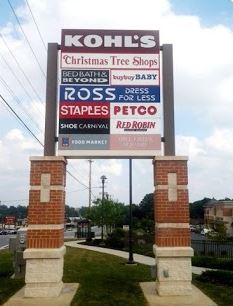 KOHL'S
Christmas Tree Shops
BED BATH &
BEYOND
buybuy BABY
ROSS DRESS
FOR LESS
STAPLES PETCO
SHOE CARNIVAL RED ROBIN
FOOD MARKET